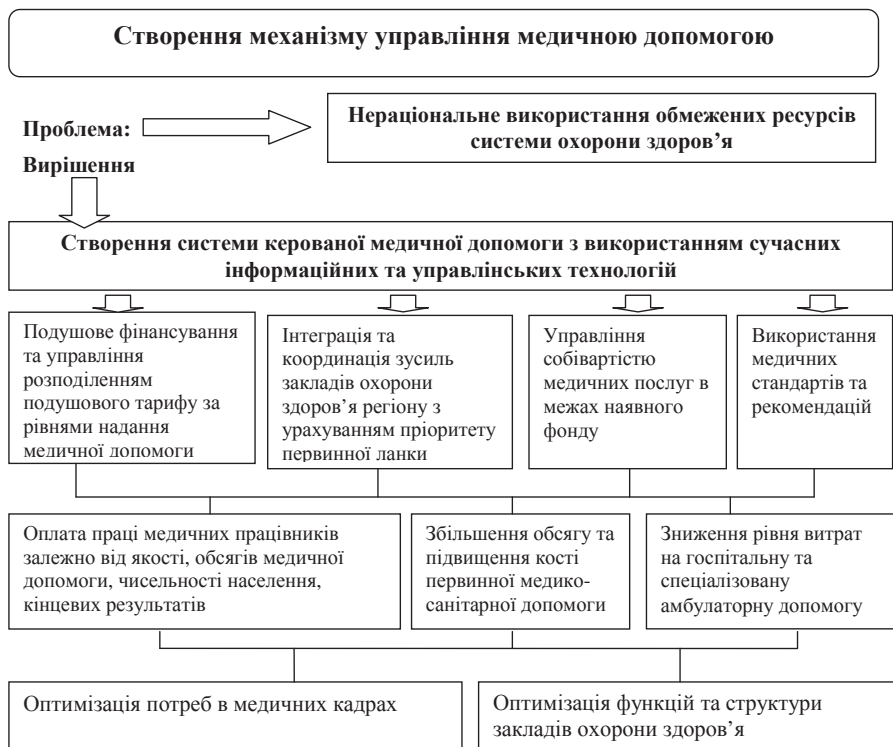 Створення механізму управління медичною допомогою
Проблема:
Нераціональне використання обмежених ресурсів
системи охорони здоров’я
Вирішення
Створення системи керованої медичної допомоги з використанням сучасних
інформаційних та управлінських технологій
Подушове фінансування
та управління
розподіленням
подушового тарифу за
рівнями надання
медичної допомоги
Інтеграція та
координація зусиль
закладів охорони
здоров’я регіону з
урахуванням пріоритету
первинної ланки
Управління
собівартістю
медичних послуг в
межах наявного
фонду
Використання
медичних
стандартів та
рекомендацій
Оплата праці медичних працівників
залежно від якості, обсягів медичної
допомоги, чисельності населення,
кінцевих результатів
Збільшення обсягу та
підвищення кості
первинної медико-
санітарної допомоги
Зниження рівня витрат
на госпітальну та
спеціалізовану
амбулаторну допомогу
Оптимізація потреб в медичних кадрах
Оптимізація функцій та структури
закладів охорони здоров’я